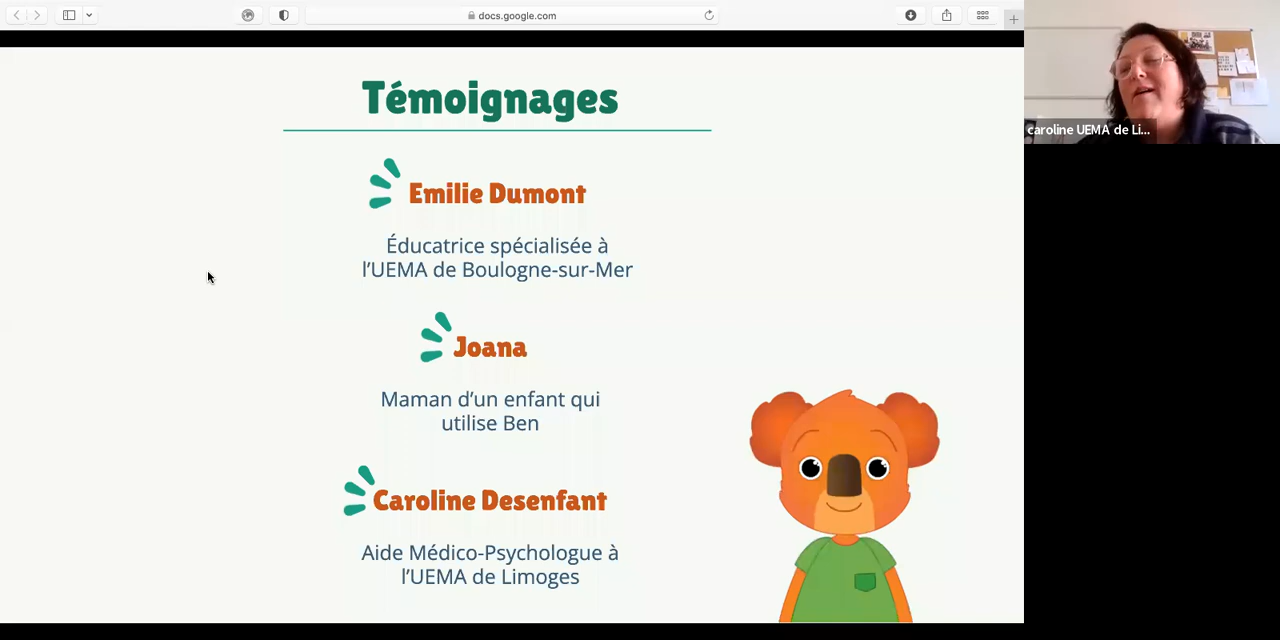 docs.google.com
Témoignages
Emilie Dumont
Éducatrice spécialisée à
l’UEMA de Boulogne-sur-Mer
Joana
Maman d’un enfant qui
utilise Ben
Caroline Desenfant
Aide Médico-Psychologue à
l’UEMA de Limoges
caroline UEMA de Li...